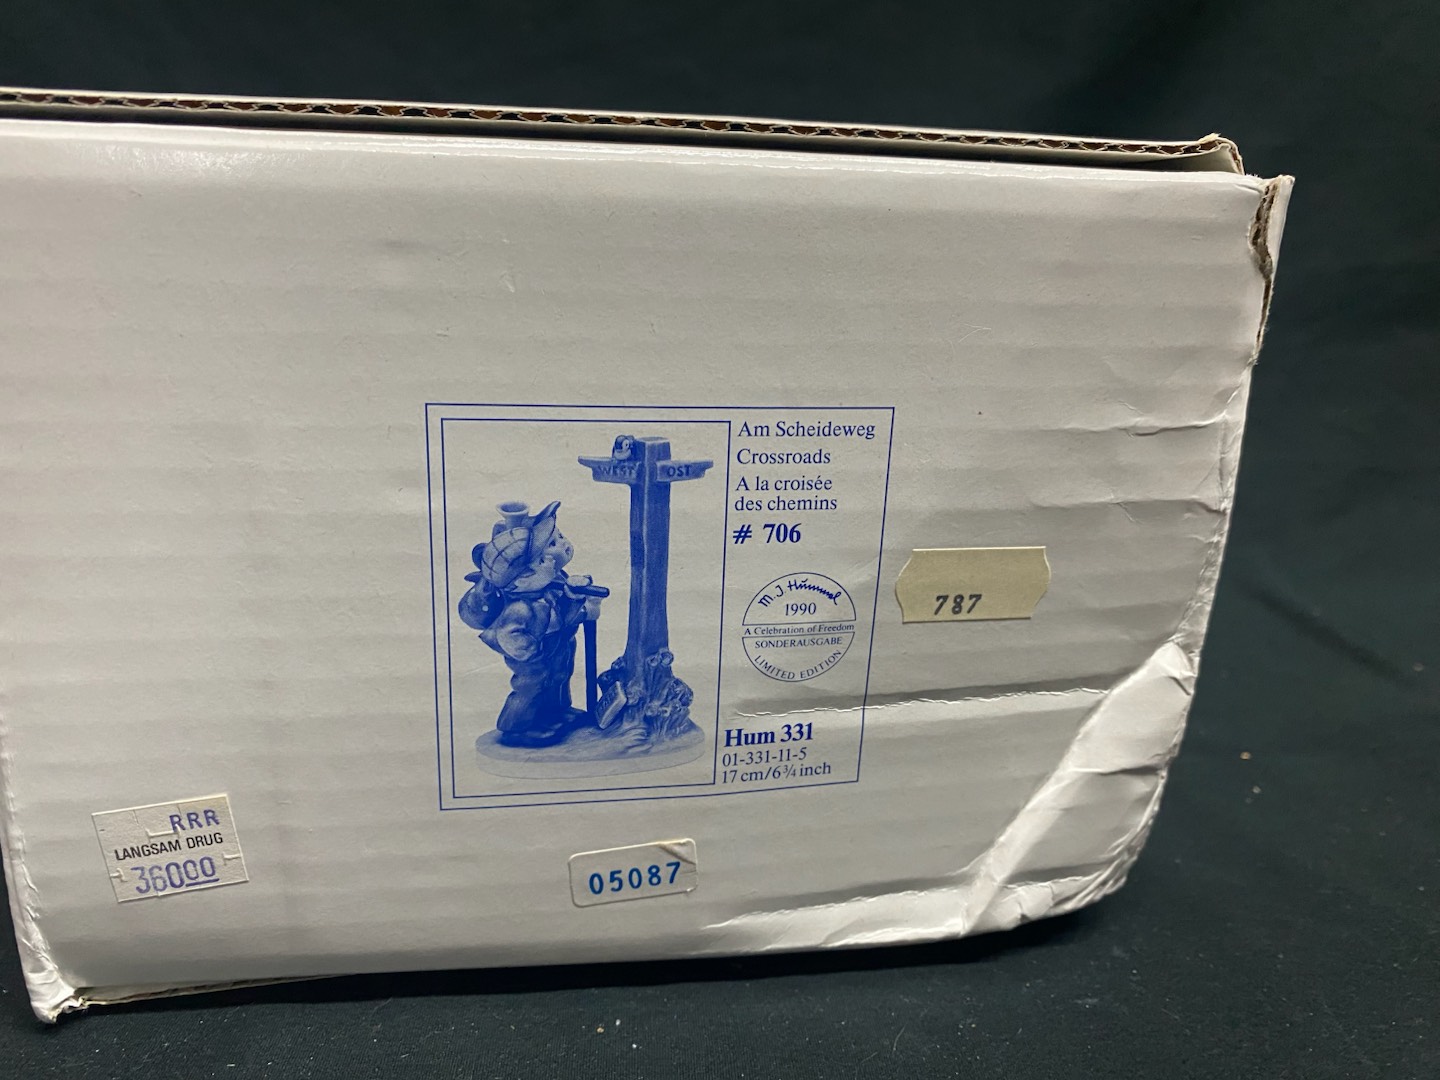 WEST OST
Am Scheideweg
Crossroads
A la croisée
des chemins
# 706
M.J. Hummel
1990
A Celebration of Freedom
SONDERAUSGABE
LIMITED EDITION
Hum 331
01-331-11-5
17 cm/6¾ inch
787
RRR
LANGSAM DRUG
36000
05087